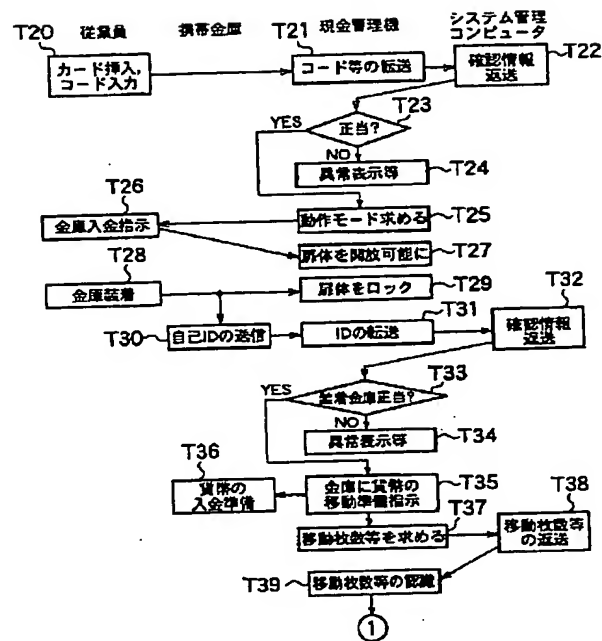 T20
従業員
携帯金庫
T21
現金管理機
システム管理
コンピュータ
T22
カード挿入,
コード入力
コード等の転送
確認情報
返送
T23
YES
正当?
NO
異常表示等
T24
T26
動作モード求める
T25
金庫入金指示
扉体を開放可能に
T27
T28
金庫装着
扉体をロック
T29
T32
T31
T30
自己IDの送信
IDの転送
確認情報
返送
T33
YES
装着金庫正当?
NO
異常表示等
T34
T36
貨幣の
入金準備
金庫に貨幣の
移動準備指示
T35
T37
T38
移動枚数等を求める
移動枚数等
の返送
T39
移動枚数等の認識
1